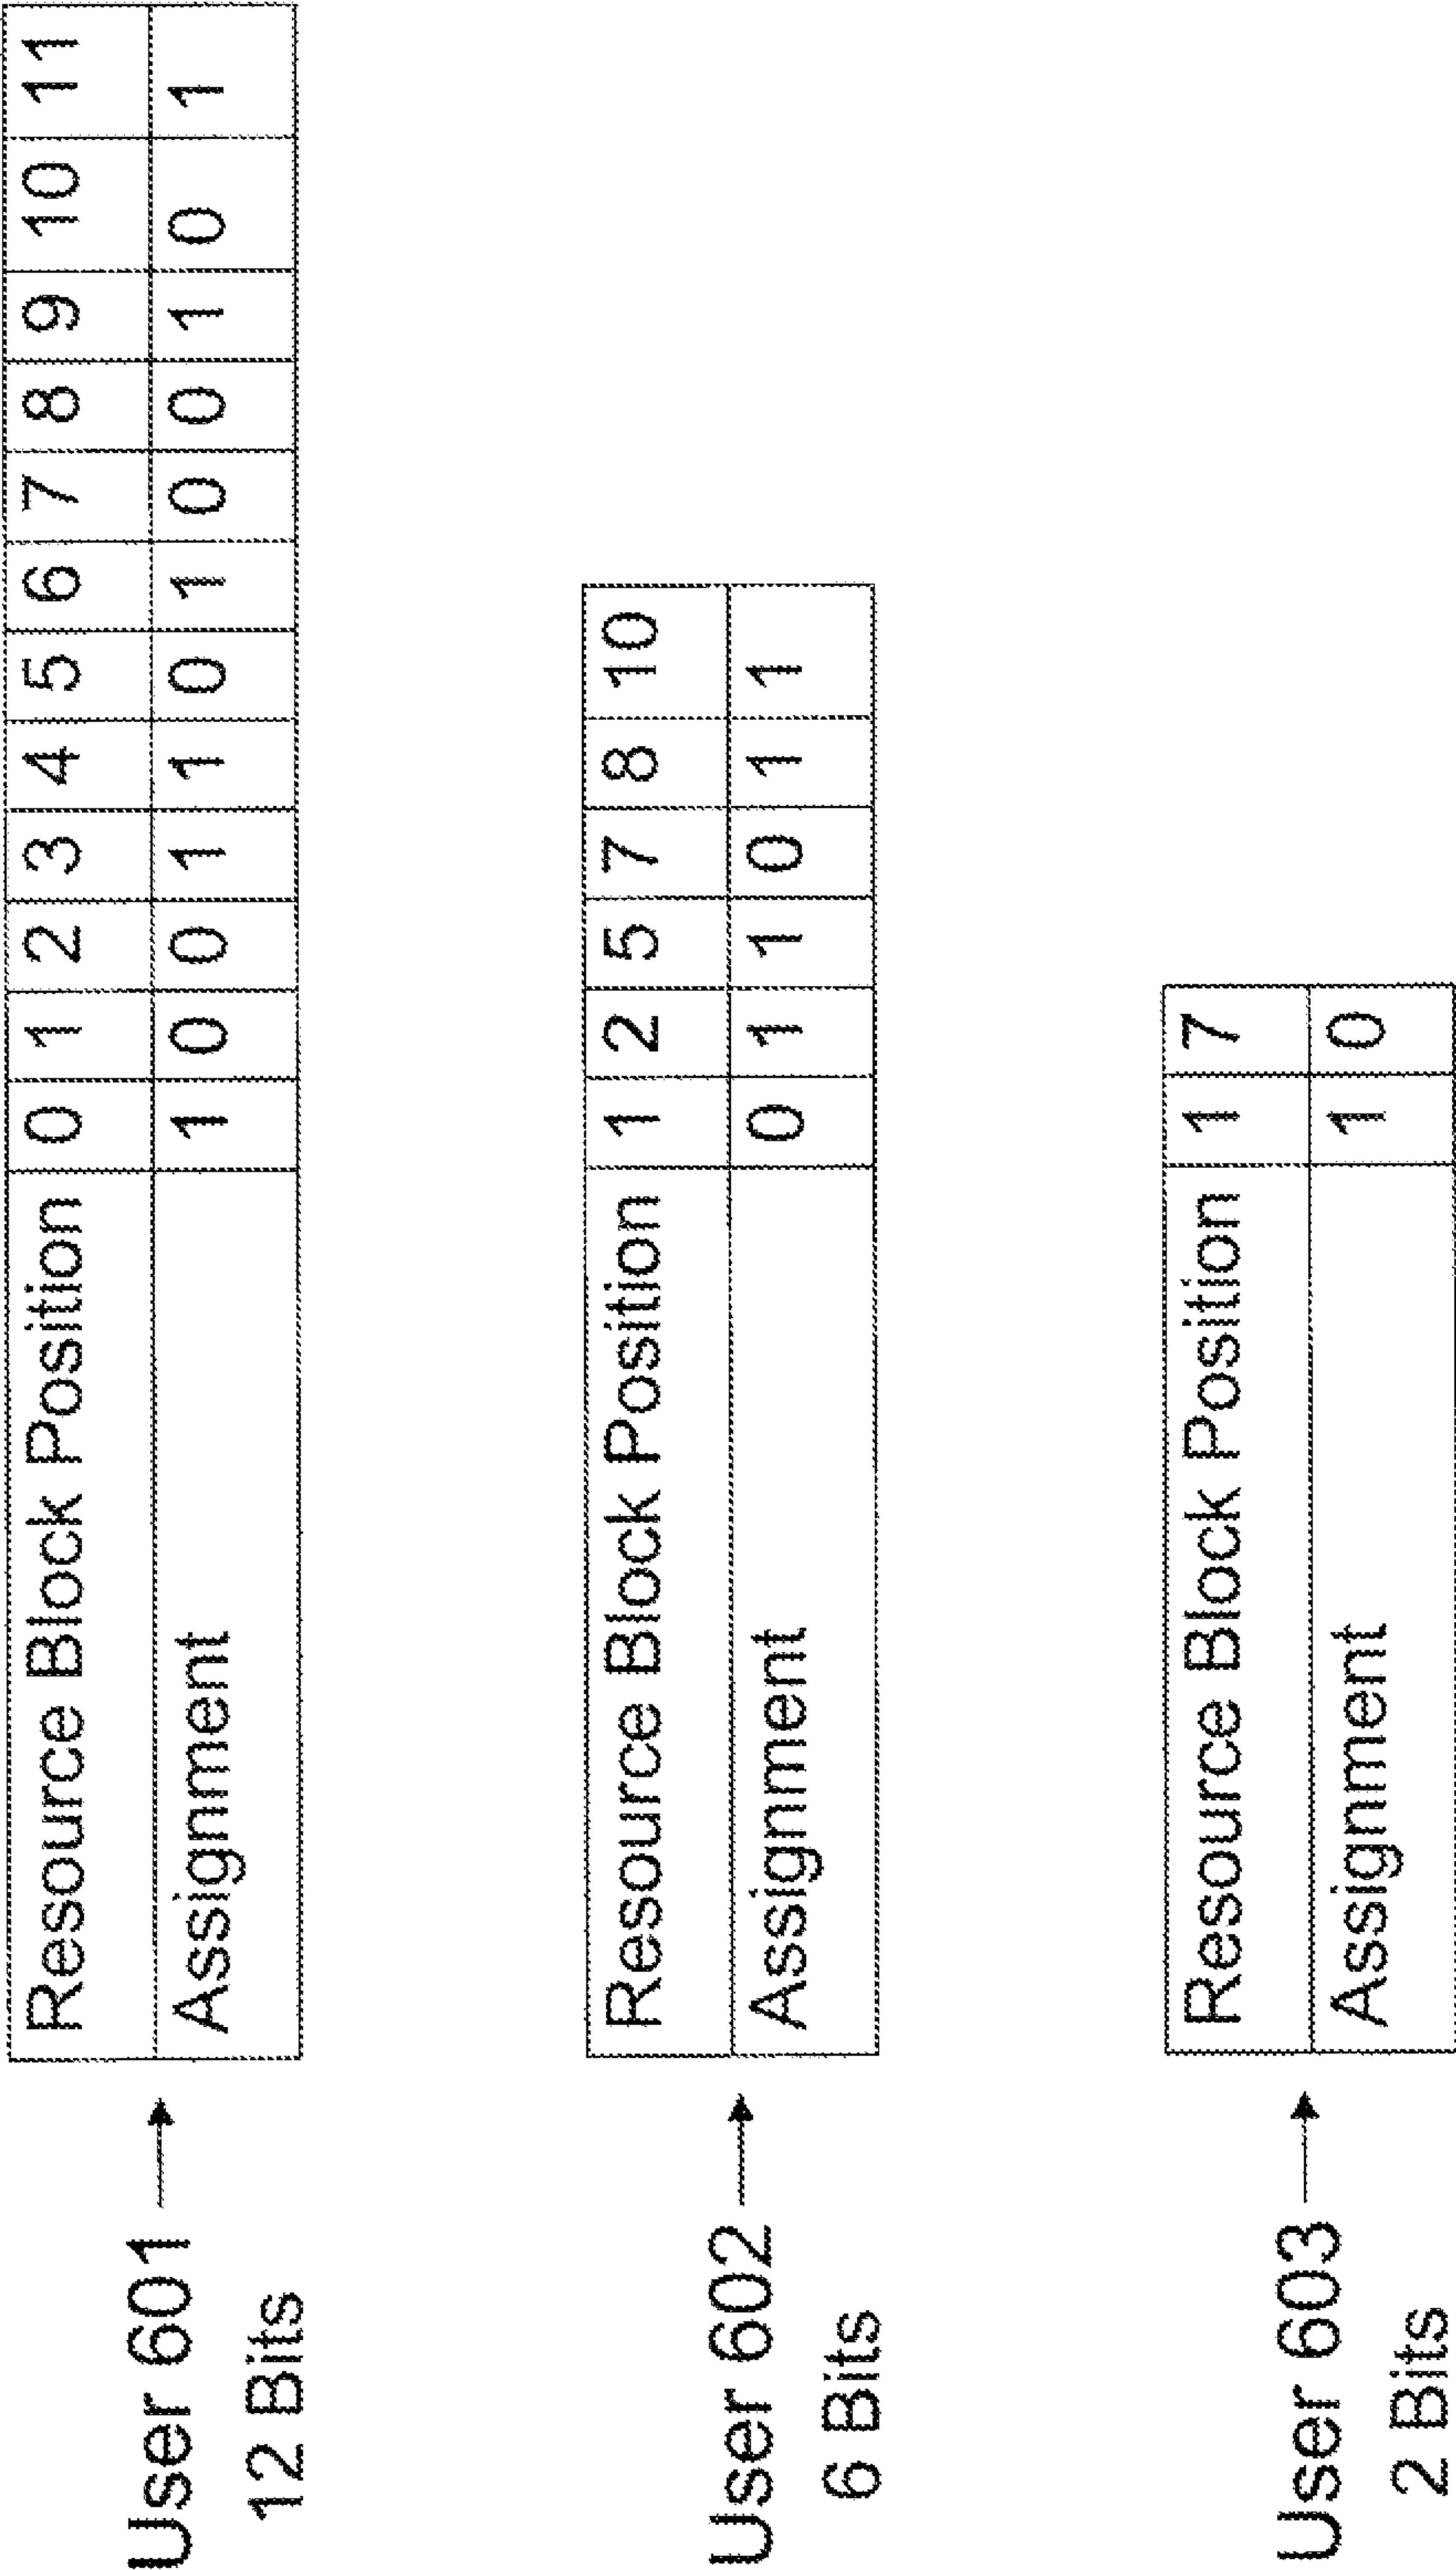 User 601
12 Bits
Resource Block Position 0 1 2 3 4 5 6 7 8 9 10 11
Assignment 1 0 0 1 1 0 1 0 0 1 0 1
User 602
6 Bits
Resource Block Position 1 2 5 7 8 10
Assignment 0 1 1 0 1 1
User 603
2 Bits
Resource Block Position 1 7
Assignment 1 0